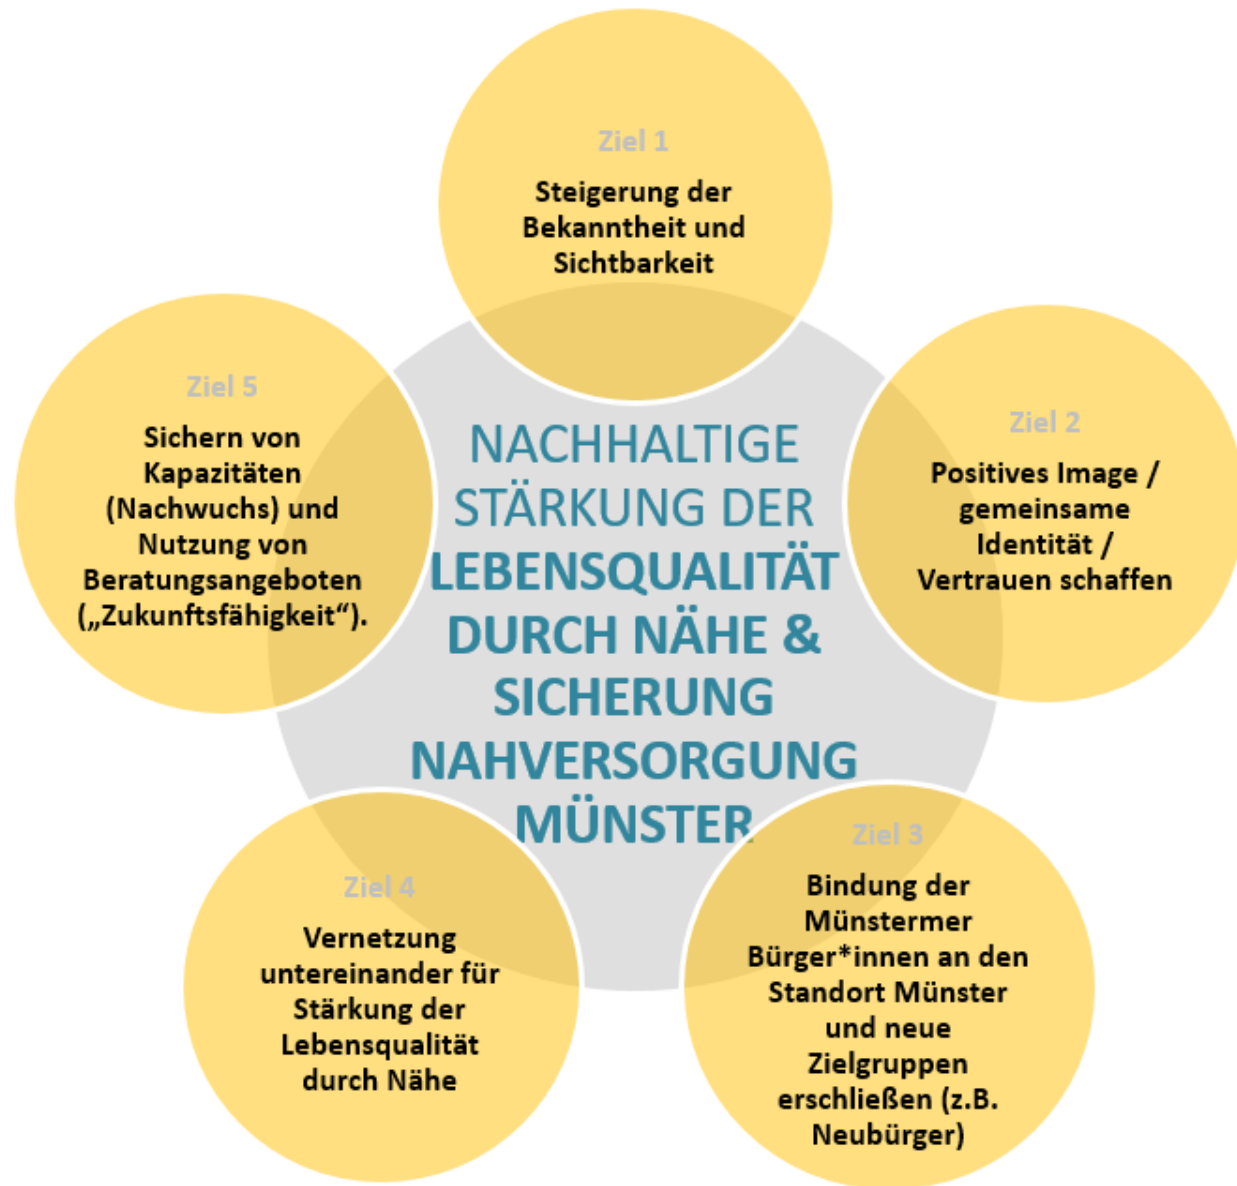 Ziel 1
Steigerung der
Bekanntheit und
Sichtbarkeit
Ziel 2
Positives Image /
gemeinsame
Identität /
Vertrauen schaffen
Ziel 3
Bindung der
Münstermer
Bürger*innen an den
Standort Münster
und neue
Zielgruppen
erschließen (z.B.
Neubürger)
Ziel 4
Vernetzung
untereinander für
Stärkung der
Lebensqualität
durch Nähe
Ziel 5
Sichern von
Kapazitäten
(Nachwuchs) und
Nutzung von
Beratungsangeboten
(„Zukunftsfähigkeit“).
NACHHALTIGE
STÄRKUNG DER
LEBENSQUALITÄT
DURCH NÄHE &
SICHERUNG
NAHVERSORGUNG
MÜNSTER